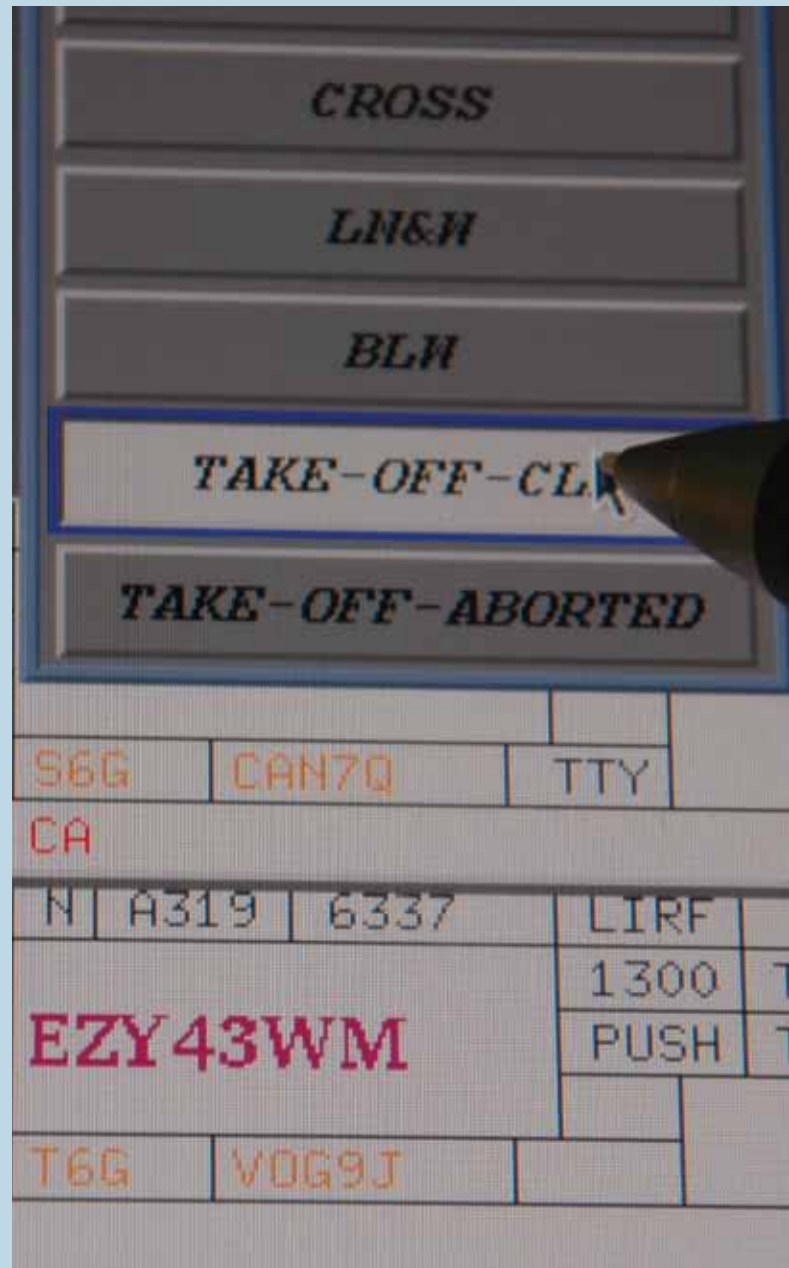 CROSS
LN&W
BLW
TAKE-OFF-CL
TAKE-OFF-ABORTED
S6G CAN7Q TTY
CA
N A319 6337 LIRF
1300
EZY43WM PUSH
T6G VOG9J